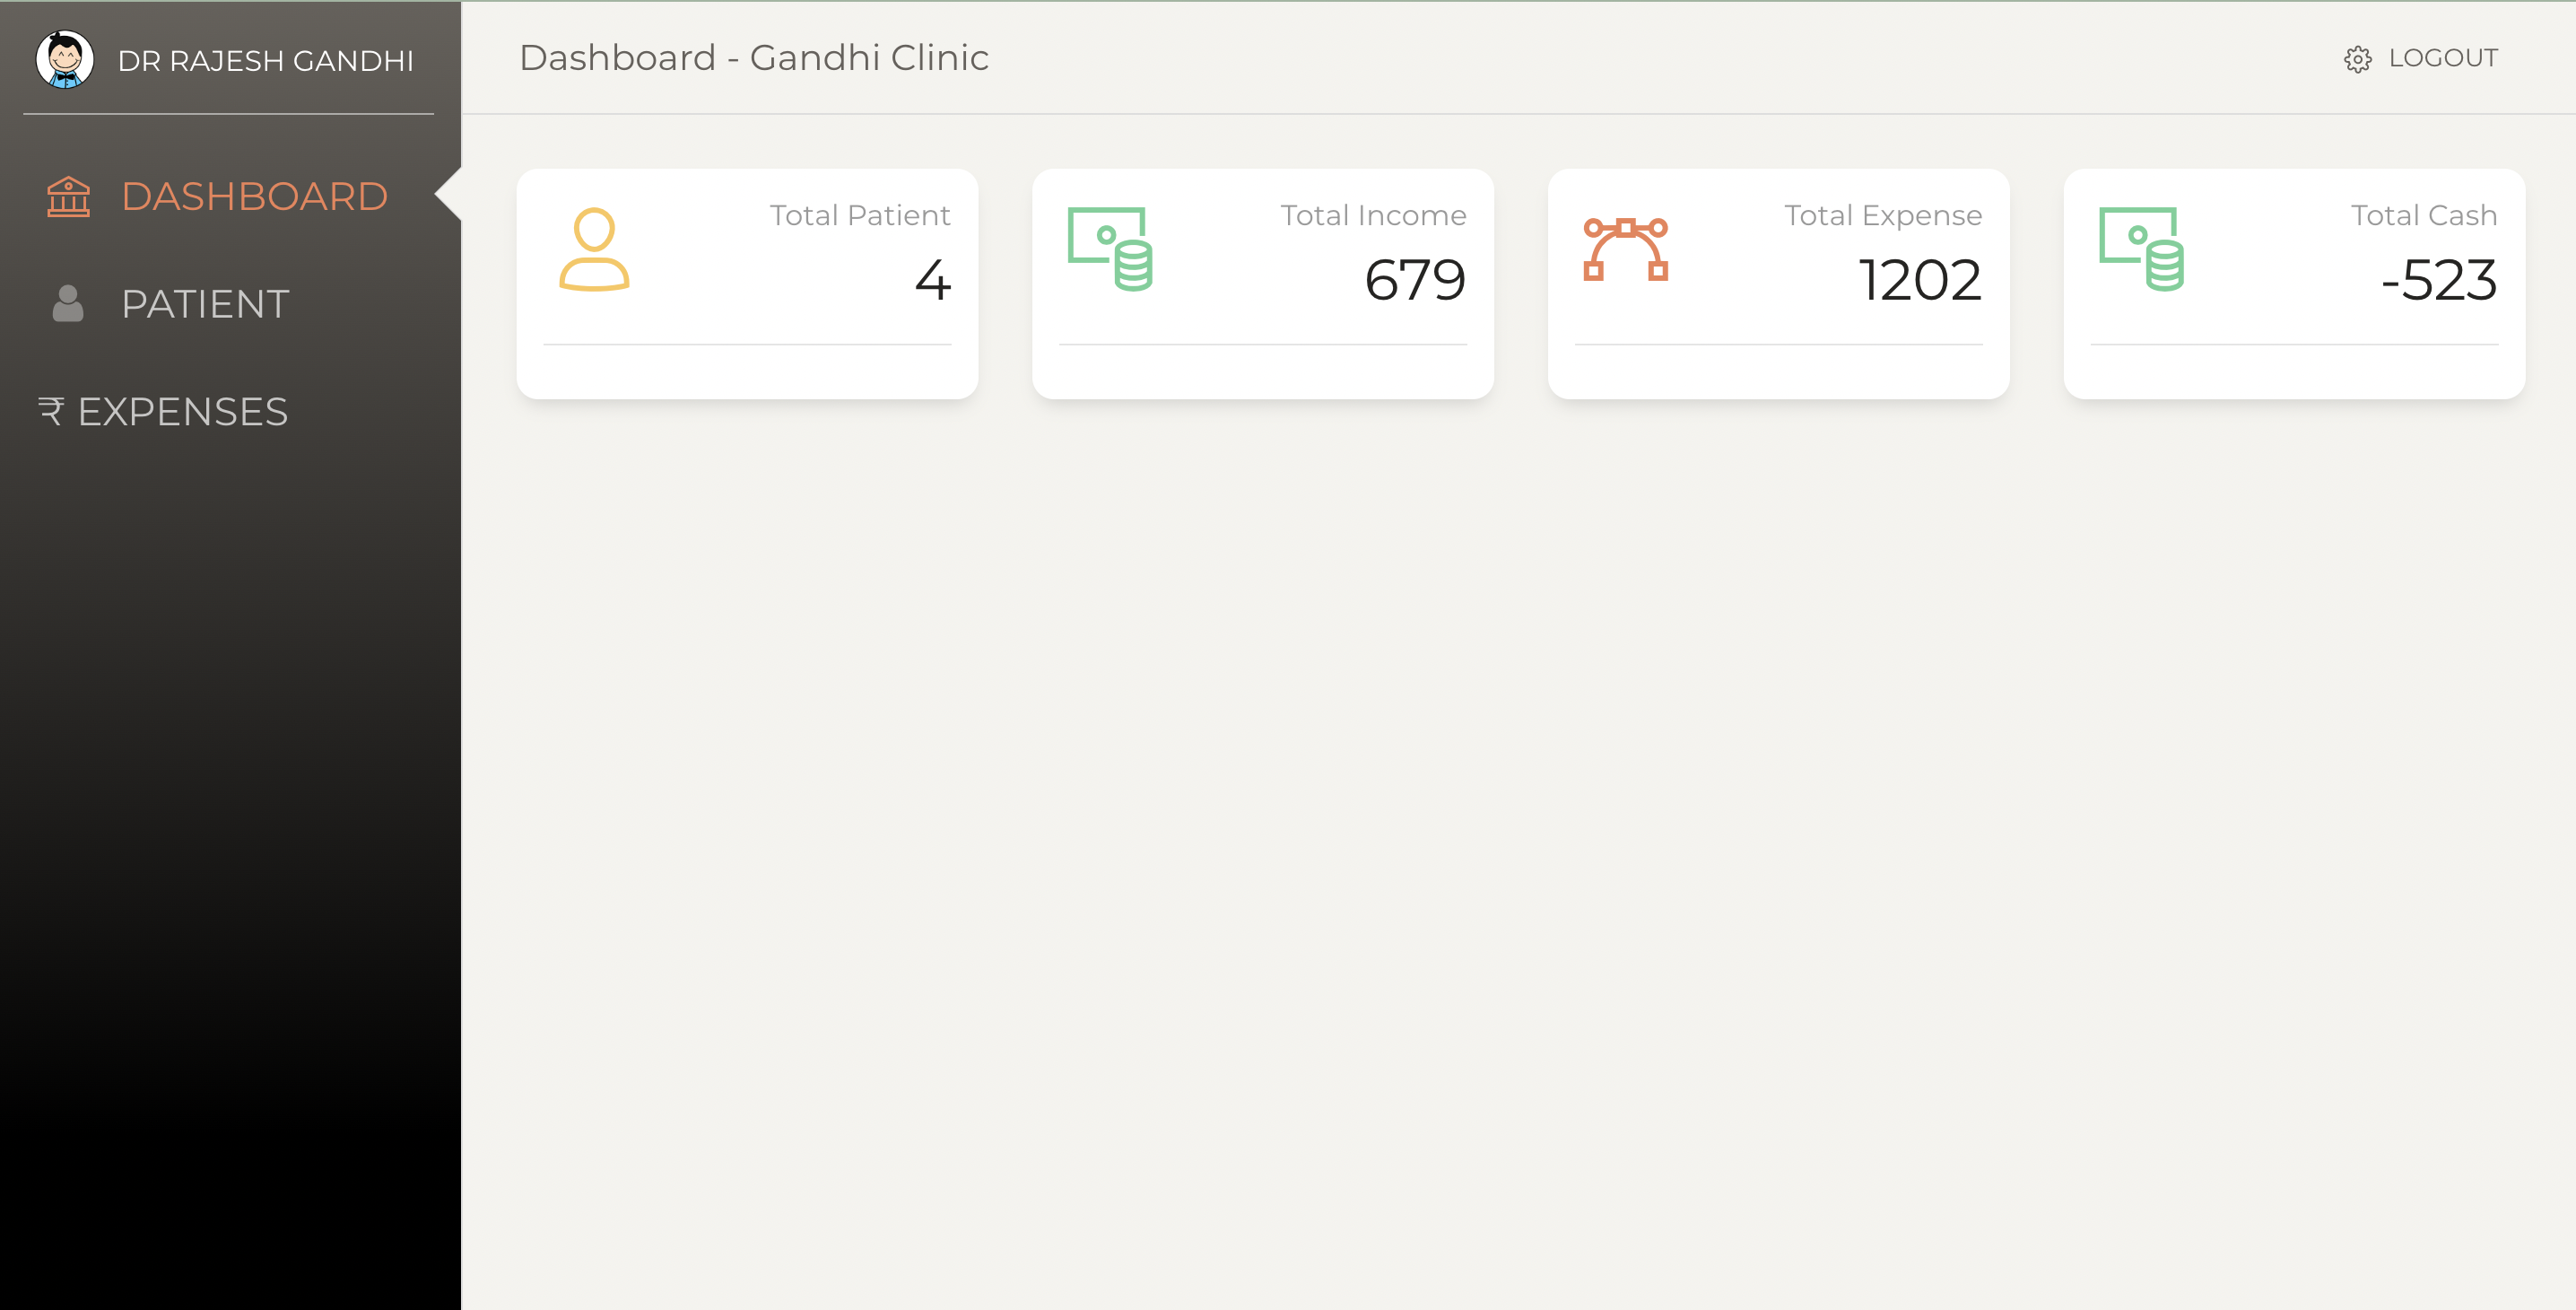 DR RAJESH GANDHI
DASHBOARD
PATIENT
₹ EXPENSES
Dashboard - Gandhi Clinic
LOGOUT
Total Patient
4
Total Income
679
Total Expense
1202
Total Cash
-523